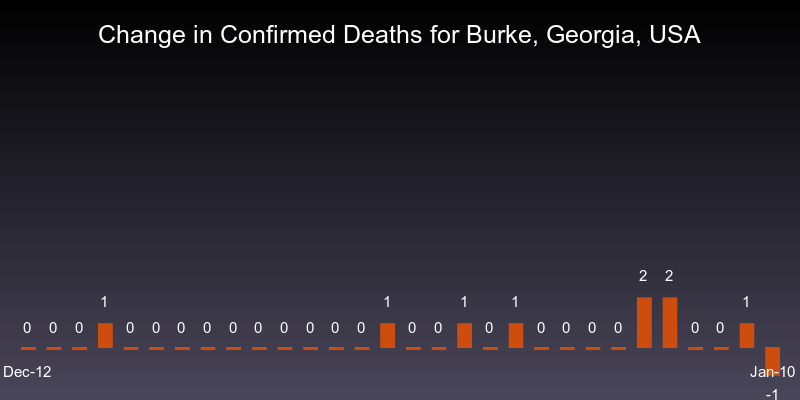 Change in Confirmed Deaths for Burke, Georgia, USA
2 2
1 1 1 1 1
0 0 0 0 0 0 0 0 0 0 0 0 0 0 0 0 0 0 0 0 0 0
Dec-12 Jan-10
-1